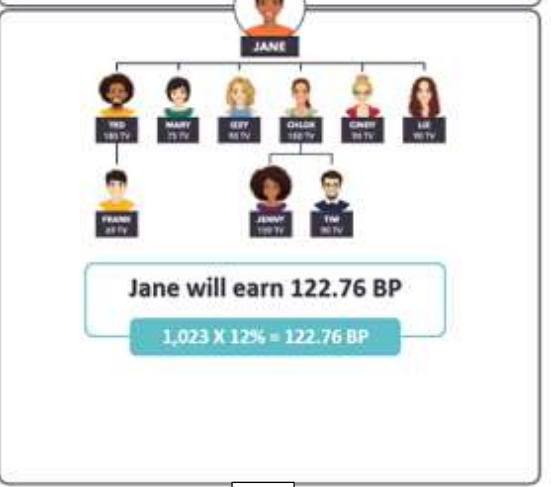 JANE
TED MARY IZZY CHLOE CINDY LIZ
75 TV
FRANK JENNY TIM
Jane will earn 122.76 BP
1,023 X 12% = 122.76 BP